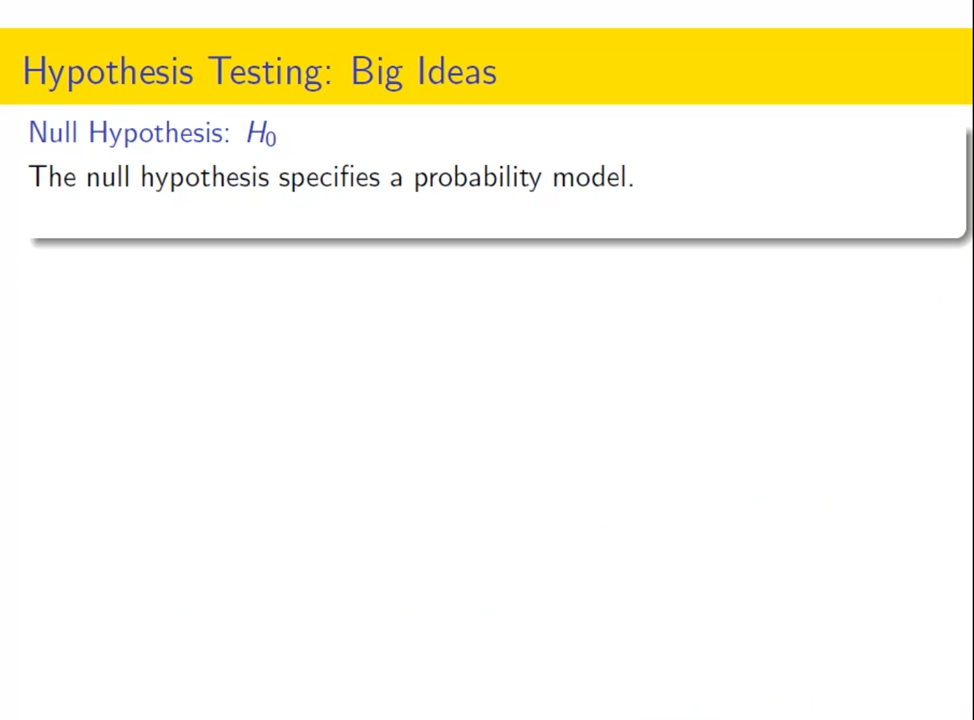 Hypothesis Testing: Big Ideas
Null Hypothesis: H₀
The null hypothesis specifies a probability model.